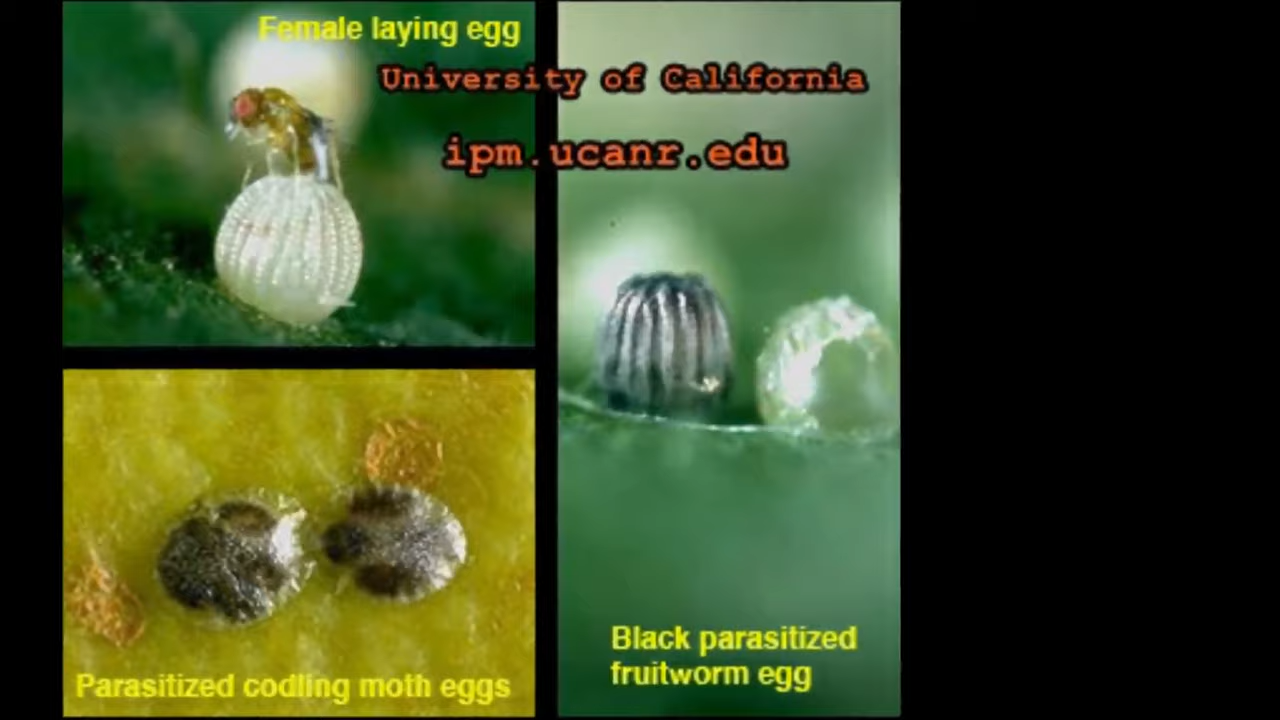 Female laying egg
University of California
ipm.ucanr.edu
Parasitized codling moth eggs
Black parasitized
fruitworm egg